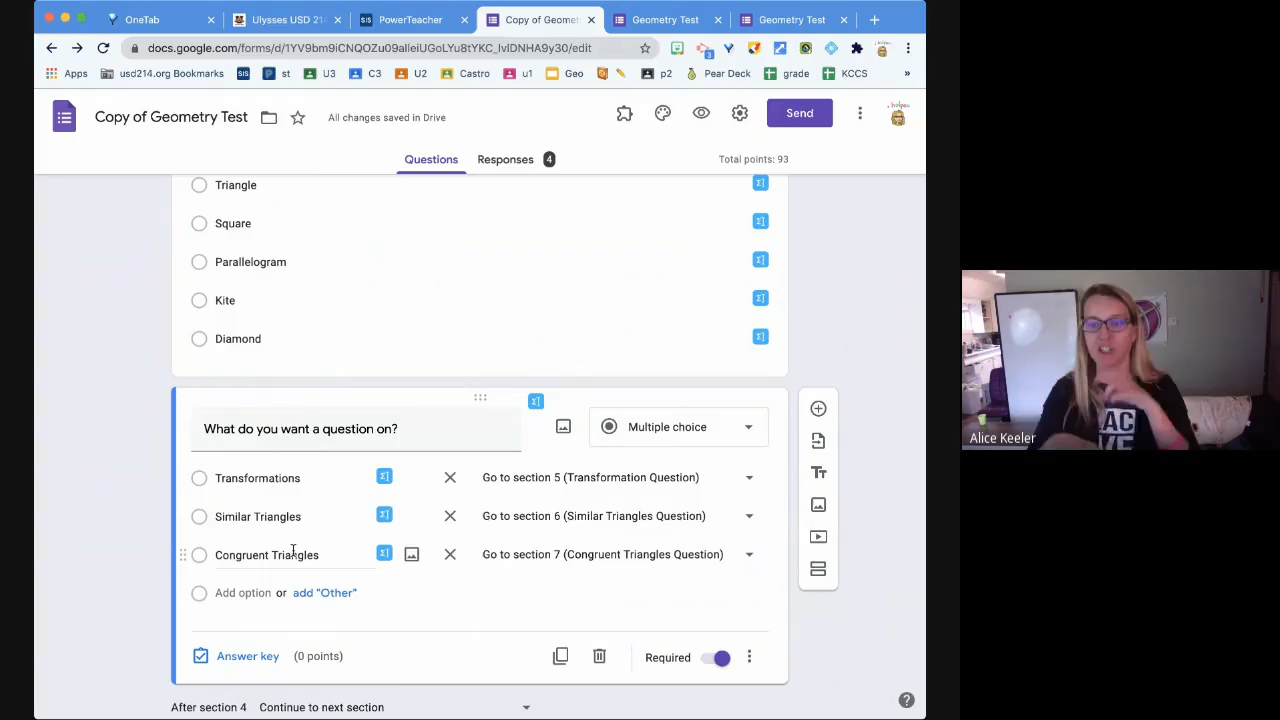 OneTab
Ulysses USD 21
SIS PowerTeacher
Copy of Geomet
Geometry Test
Geometry Test
docs.google.com/forms/d/1YV9bm9iCNQOZu09alleiUGoLYu8tYKC_lvlDNHA9y30/edit
3
Apps
usd214.org Bookmarks
SIS
st
U3
C3
U2
Castro
u1
Geo
p2
Pear Deck
grade
KCCS
»
Copy of Geometry Test
All changes saved in Drive
Send
Questions
Responses 4
Total points: 93
Triangle
Square
Parallelogram
Kite
Diamond
What do you want a question on?
Multiple choice
Transformations
Go to section 5 (Transformation Question)
Similar Triangles
Go to section 6 (Similar Triangles Question)
Congruent Triangles
Go to section 7 (Congruent Triangles Question)
Add option or add "Other"
Answer key (0 points)
Required
After section 4 Continue to next section
Alice Keeler